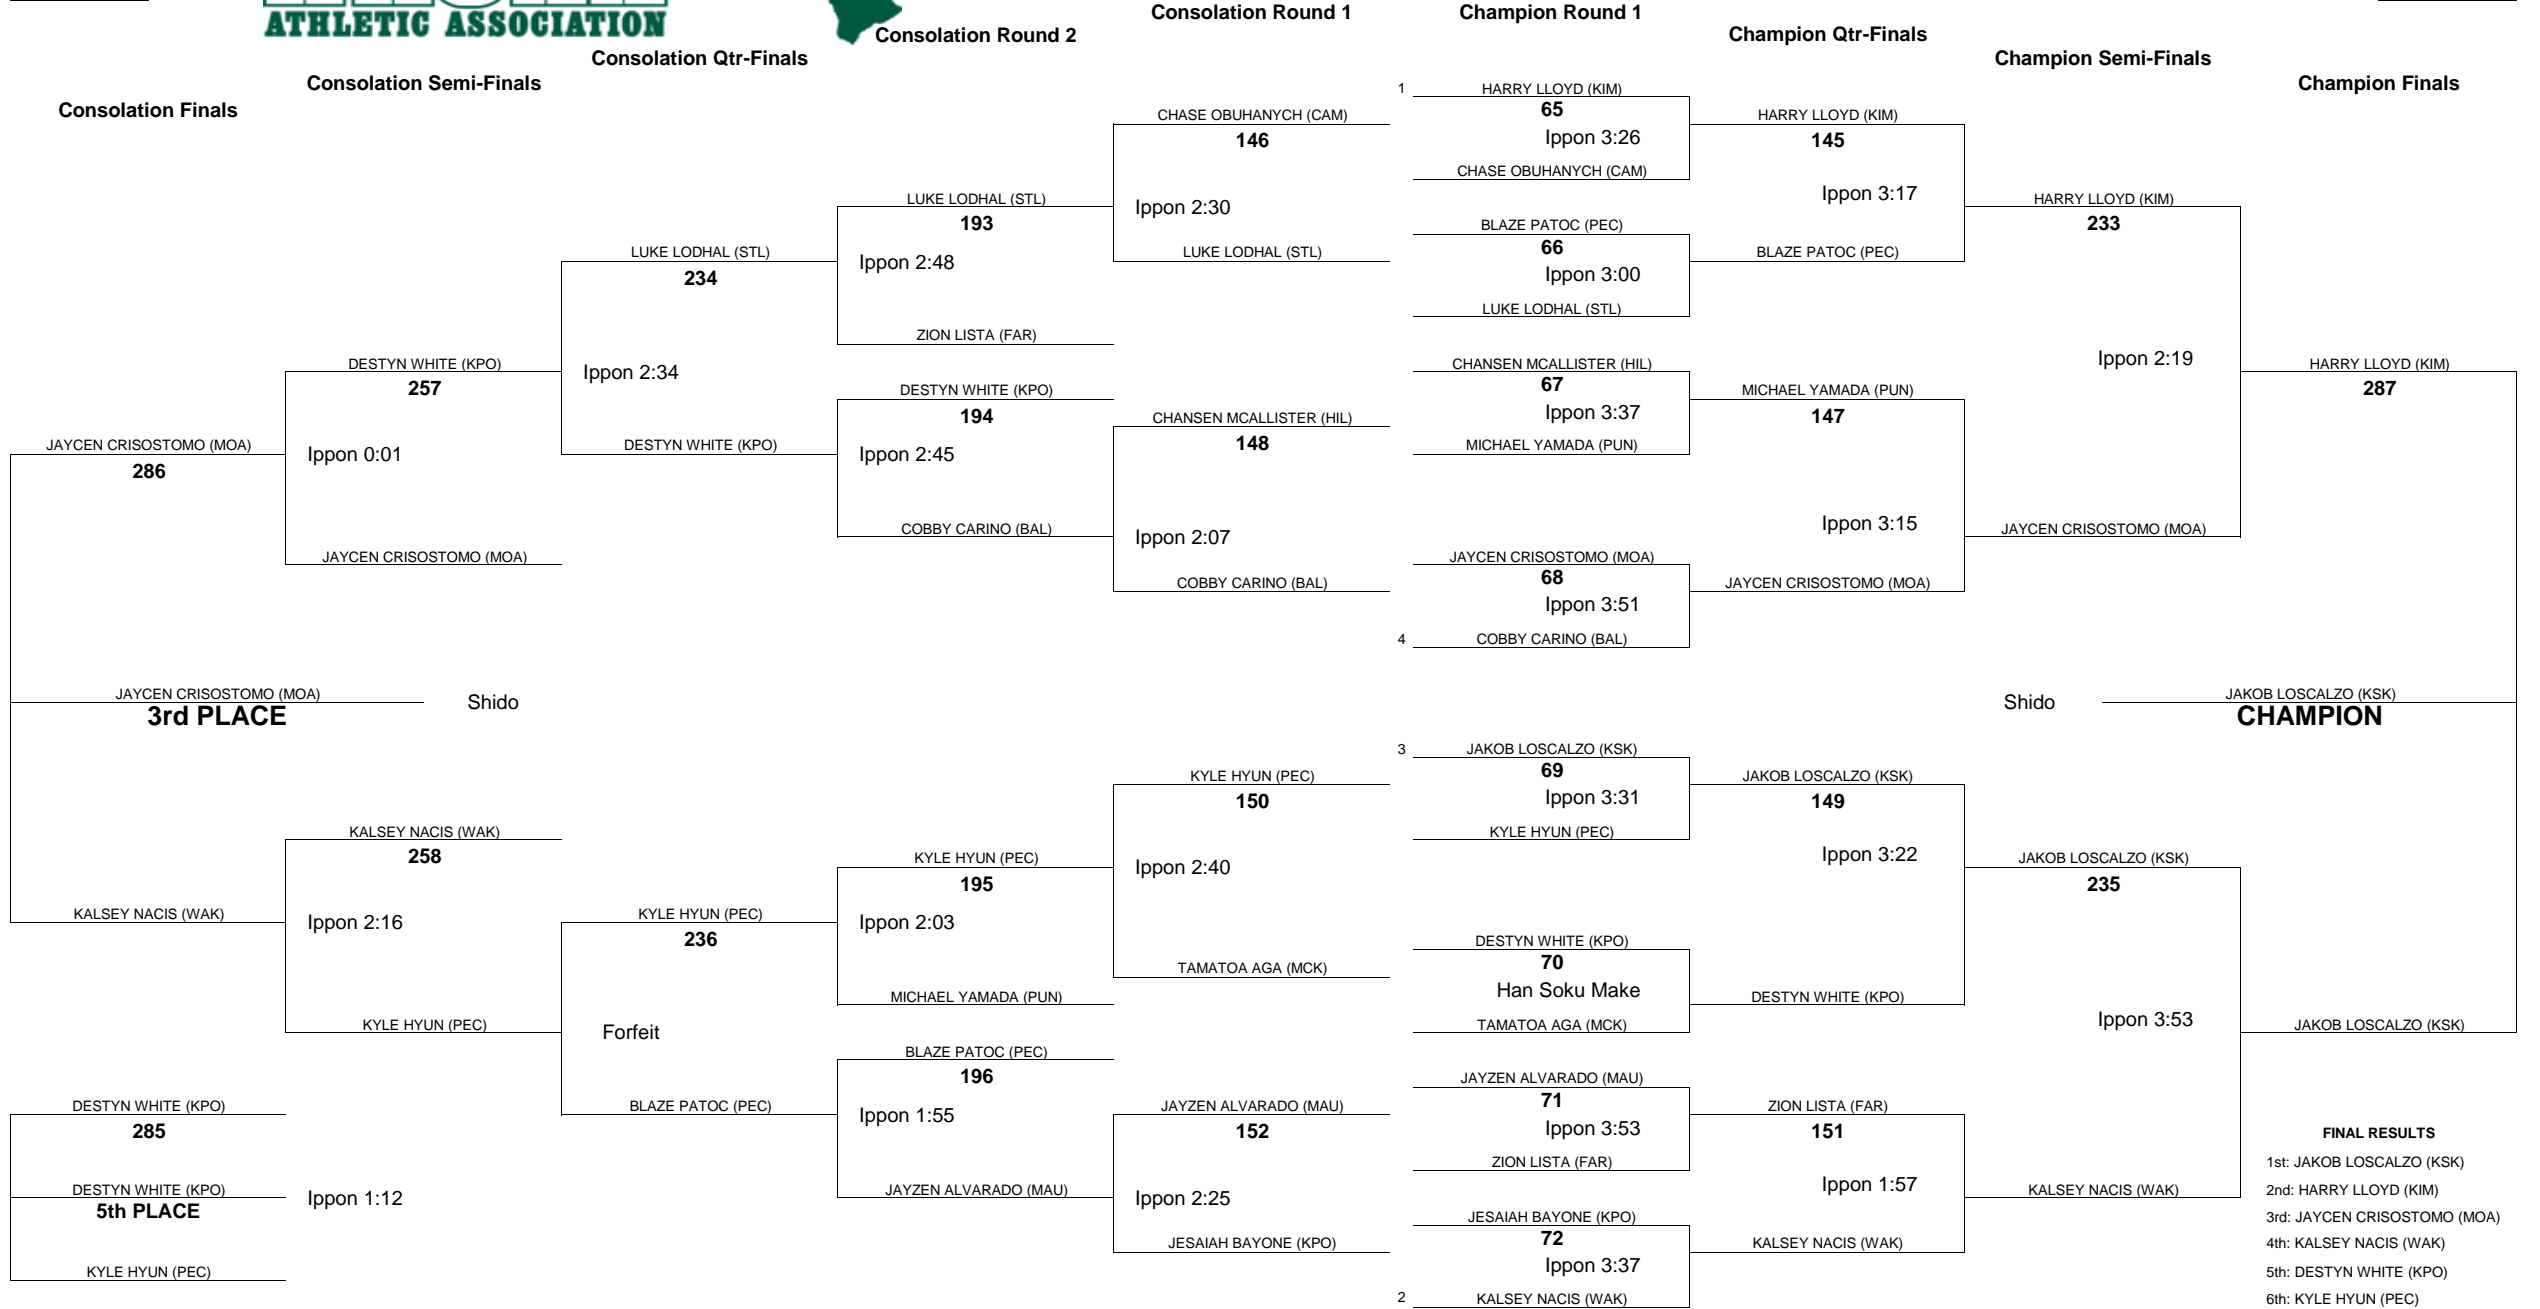 ATHLETIC ASSOCIATION
Consolation Finals
Consolation Semi-Finals
Consolation Qtr-Finals
Consolation Round 2
Consolation Round 1
Champion Round 1
Champion Qtr-Finals
Champion Semi-Finals
Champion Finals
JAYCEN CRISOSTOMO (MOA)
286
JAYCEN CRISOSTOMO (MOA)
3rd PLACE
Shido
KALSEY NACIS (WAK)
DESTYN WHITE (KPO)
285
DESTYN WHITE (KPO)
5th PLACE
Ippon 1:12
KYLE HYUN (PEC)
DESTYN WHITE (KPO)
257
Ippon 0:01
JAYCEN CRISOSTOMO (MOA)
KALSEY NACIS (WAK)
258
Ippon 2:16
KYLE HYUN (PEC)
LUKE LODHAL (STL)
234
Ippon 2:34
DESTYN WHITE (KPO)
KYLE HYUN (PEC)
236
Forfeit
BLAZE PATOC (PEC)
LUKE LODHAL (STL)
193
Ippon 2:48
ZION LISTA (FAR)
DESTYN WHITE (KPO)
194
Ippon 2:45
COBBY CARINO (BAL)
KYLE HYUN (PEC)
195
Ippon 2:03
MICHAEL YAMADA (PUN)
BLAZE PATOC (PEC)
196
Ippon 1:55
JAYZEN ALVARADO (MAU)
CHASE OBUHANYCH (CAM)
146
Ippon 2:30
LUKE LODHAL (STL)
CHANSEN MCALLISTER (HIL)
148
Ippon 2:07
COBBY CARINO (BAL)
KYLE HYUN (PEC)
150
Ippon 2:40
TAMATOA AGA (MCK)
JAYZEN ALVARADO (MAU)
152
Ippon 2:25
JESAIAH BAYONE (KPO)
1 HARRY LLOYD (KIM)
65
Ippon 3:26
CHASE OBUHANYCH (CAM)
BLAZE PATOC (PEC)
66
Ippon 3:00
LUKE LODHAL (STL)
CHANSEN MCALLISTER (HIL)
67
Ippon 3:37
MICHAEL YAMADA (PUN)
JAYCEN CRISOSTOMO (MOA)
68
Ippon 3:51
4 COBBY CARINO (BAL)
3 JAKOB LOSCALZO (KSK)
69
Ippon 3:31
KYLE HYUN (PEC)
DESTYN WHITE (KPO)
70
Han Soku Make
TAMATOA AGA (MCK)
JAYZEN ALVARADO (MAU)
71
Ippon 3:53
ZION LISTA (FAR)
JESAIAH BAYONE (KPO)
72
Ippon 3:37
2 KALSEY NACIS (WAK)
HARRY LLOYD (KIM)
145
Ippon 3:17
BLAZE PATOC (PEC)
MICHAEL YAMADA (PUN)
147
Ippon 3:15
JAYCEN CRISOSTOMO (MOA)
JAKOB LOSCALZO (KSK)
149
Ippon 3:22
DESTYN WHITE (KPO)
ZION LISTA (FAR)
151
Ippon 1:57
KALSEY NACIS (WAK)
HARRY LLOYD (KIM)
233
Ippon 2:19
JAYCEN CRISOSTOMO (MOA)
JAKOB LOSCALZO (KSK)
235
Ippon 3:53
KALSEY NACIS (WAK)
HARRY LLOYD (KIM)
287
Shido
JAKOB LOSCALZO (KSK)
CHAMPION
JAKOB LOSCALZO (KSK)
FINAL RESULTS
1st: JAKOB LOSCALZO (KSK)
2nd: HARRY LLOYD (KIM)
3rd: JAYCEN CRISOSTOMO (MOA)
4th: KALSEY NACIS (WAK)
5th: DESTYN WHITE (KPO)
6th: KYLE HYUN (PEC)